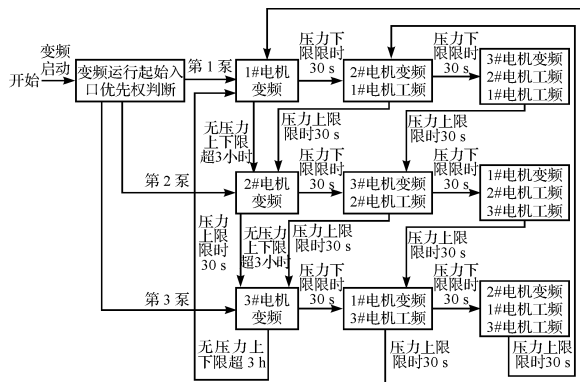 变频
启动
开始
变频运行起始入
口优先权判断
第1泵
1#电机
变频
压力下
限限时
30 s
2#电机变频
1#电机工频
压力下
限限时
30 s
3#电机变频
2#电机工频
1#电机工频
无压力
上下限
超3小时
压力上限
限时30 s
压力上限
限时30 s
第2泵
2#电机
变频
压力下
限限时
30 s
3#电机变频
2#电机工频
压力下
限限时
30 s
1#电机变频
2#电机工频
3#电机工频
压力
上限
限时
30 s
无压力
上下限
超3小时
压力上限
限时30 s
压力上限
限时30 s
第3泵
3#电机
变频
压力下
限限时
30 s
1#电机变频
3#电机工频
压力下
限限时
30 s
2#电机变频
1#电机工频
3#电机工频
无压力上
下限超 3 h
压力上限
限时30 s
压力上限
限时30 s